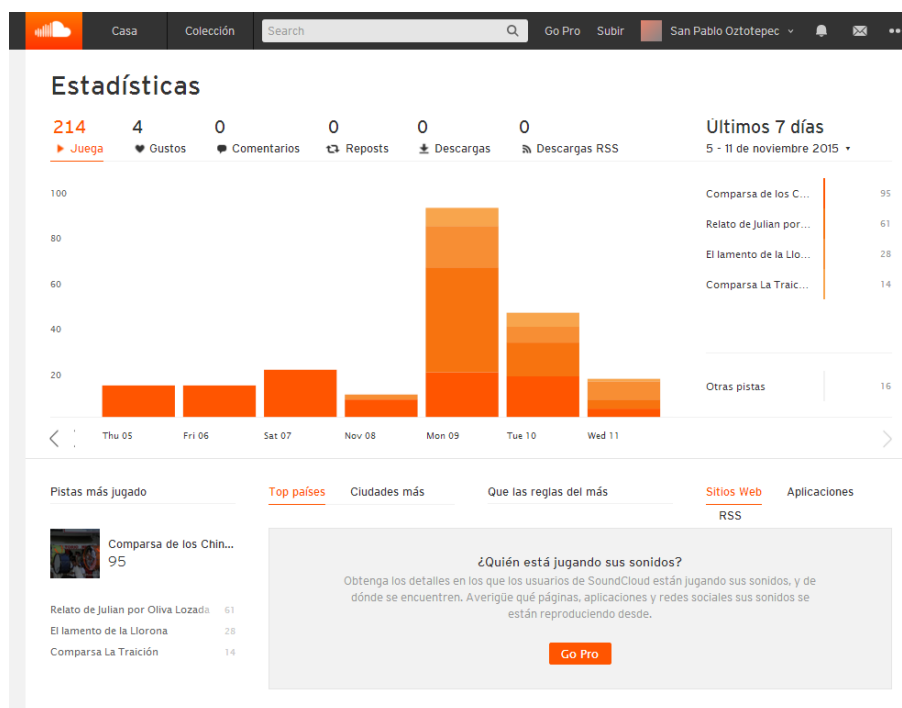 Casa Colección Search Go Pro Subir San Pablo Oztotepec
Estadísticas
214 4 0 0 0 0 Últimos 7 días
Juega Gustos Comentarios Reposts Descargas Descargas RSS 5 - 11 de noviembre 2015
100
80
60
40
20
Comparsa de los C... 95
Relato de Julian por... 61
El lamento de la Llo... 28
Comparsa La Traic... 14
Otras pistas 16
Thu 05 Fri 06 Sat 07 Nov 08 Mon 09 Tue 10 Wed 11
Pistas más jugado
Comparsa de los Chin...
95
Relato de Julian por Oliva Lozada 61
El lamento de la Llorona 28
Comparsa La Traición 14
Top países Ciudades más Que las reglas del más Sitios Web Aplicaciones
RSS
¿Quién está jugando sus sonidos?
Obtenga los detalles en los que los usuarios de SoundCloud están jugando sus sonidos, y de
dónde se encuentren. Averigüe qué páginas, aplicaciones y redes sociales sus sonidos se
están reproduciendo desde.
Go Pro